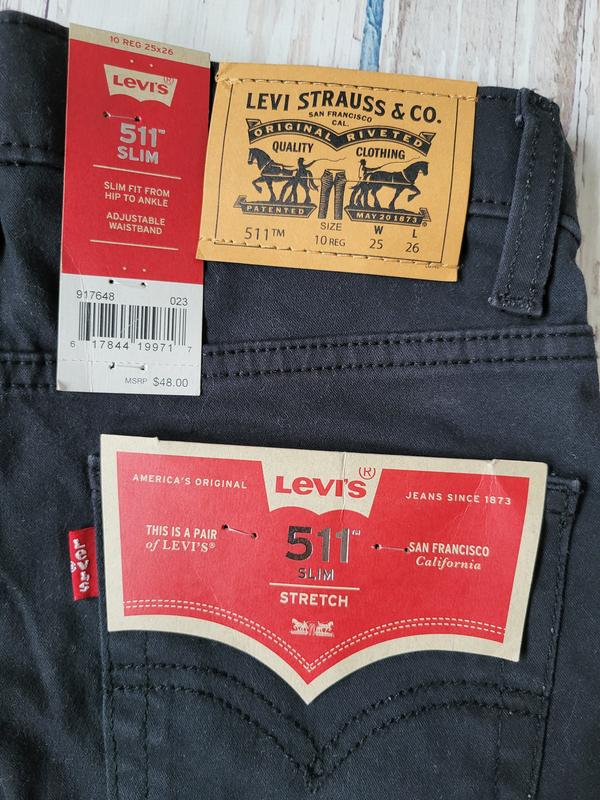 10 REG 25x26
Levi's®
511™
SLIM
SLIM FIT FROM
HIP TO ANKLE
ADJUSTABLE
WAISTBAND
917648 023
6 17844 19971 7
MSRP $48.00
LEVI STRAUSS & CO.
SAN FRANCISCO
CAL.
ORIGINAL RIVETED
QUALITY CLOTHING
PATENTED MAY 20 1873
SIZE W L
511™ 10 REG 25 26
AMERICA'S ORIGINAL
Levi's®
JEANS SINCE 1873
THIS IS A PAIR
of LEVI'S®
511™
SLIM
STRETCH
SAN FRANCISCO
California
LEVI'S